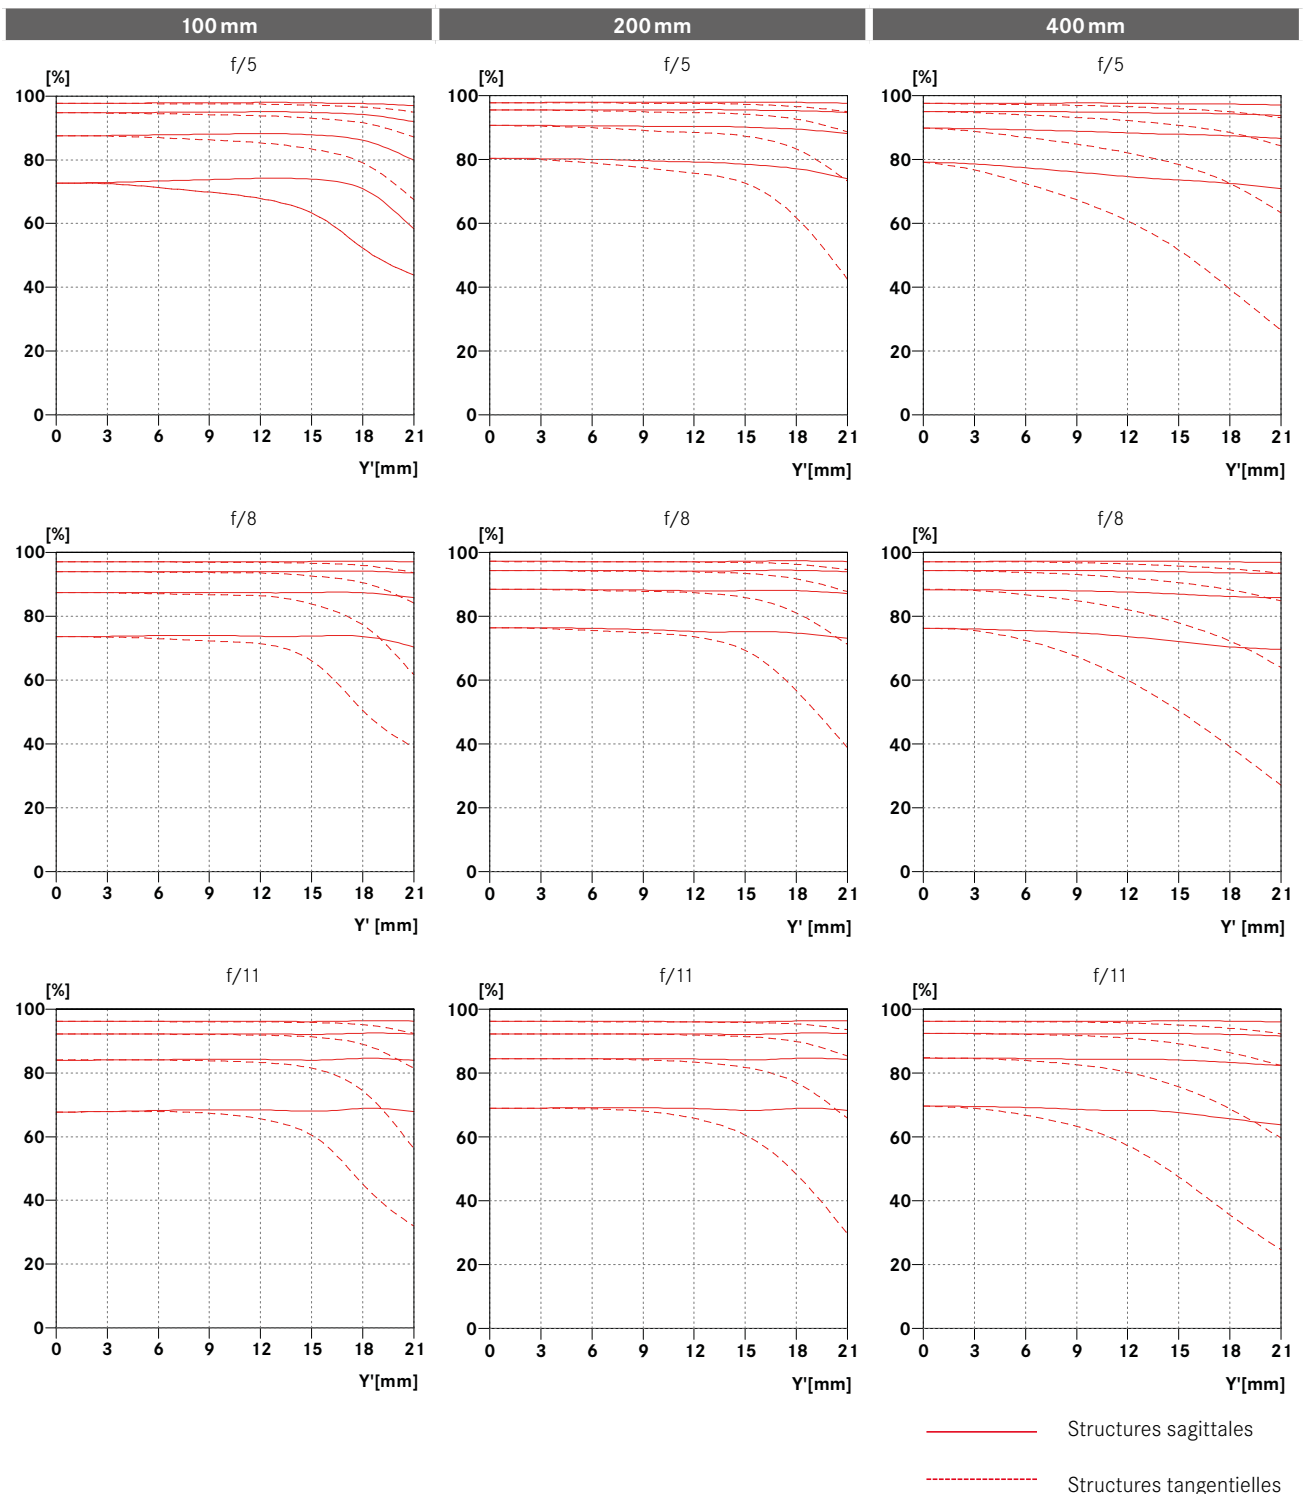 100 mm 200 mm 400 mm
f/5 f/5 f/5
[%] [%] [%]
100 100 100
80 80 80
60 60 60
40 40 40
20 20 20
0 0 0
0 3 6 9 12 15 18 21 0 3 6 9 12 15 18 21 0 3 6 9 12 15 18 21
Y'[mm] Y'[mm] Y'[mm]
f/8 f/8 f/8
[%] [%] [%]
100 100 100
80 80 80
60 60 60
40 40 40
20 20 20
0 0 0
0 3 6 9 12 15 18 21 0 3 6 9 12 15 18 21 0 3 6 9 12 15 18 21
Y' [mm] Y' [mm] Y' [mm]
f/11 f/11 f/11
[%] [%] [%]
100 100 100
80 80 80
60 60 60
40 40 40
20 20 20
0 0 0
0 3 6 9 12 15 18 21 0 3 6 9 12 15 18 21 0 3 6 9 12 15 18 21
Y'[mm] Y'[mm] Y'[mm]
Structures sagittales
Structures tangentielles